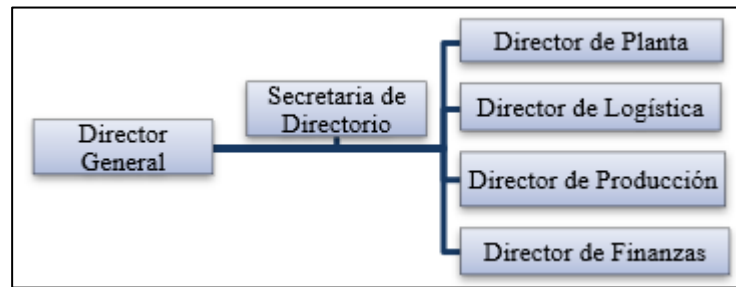 Director
General
Secretaria de
Directorio
Director de Planta
Director de Logística
Director de Producción
Director de Finanzas